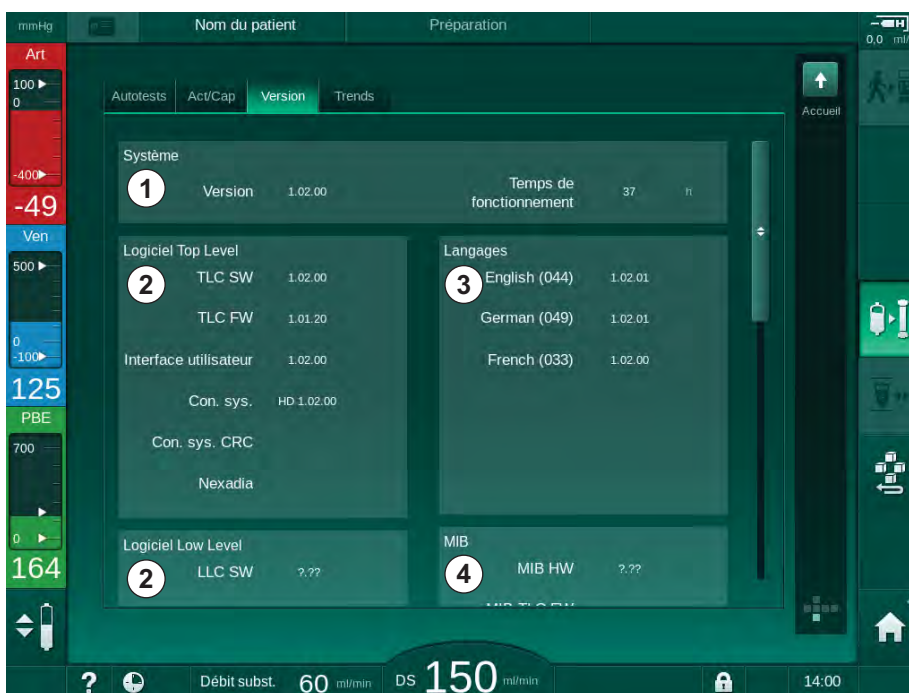 mmHg Nom du patient Préparation
0,0 ml/
Art
100
0
-400
-49
Ven
500
0
-100
125
PBE
700
0
164
Autotests Act/Cap Version Trends
Accueil
Système
1 Version 1.02.00 Temps de fonctionnement 37 h
Logiciel Top Level
2 TLC SW 1.02.00
TLC FW 1.01.20
Interface utilisateur 1.02.00
Con. sys. HD 1.02.00
Con. sys. CRC
Nexadia
Langages
3 English (044) 1.02.01
German (049) 1.02.01
French (033) 1.02.00
Logiciel Low Level
2 LLC SW ?.??
MIB
4 MIB HW ?.??
MIB TLC FW
? Débit subst. 60 ml/min DS 150 ml/min 14:00